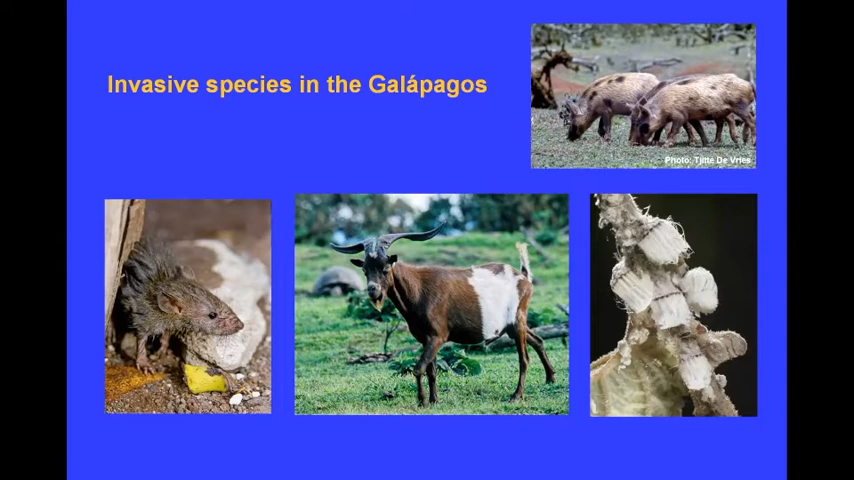 Invasive species in the Galápagos
Photo: Tjitte De Vries